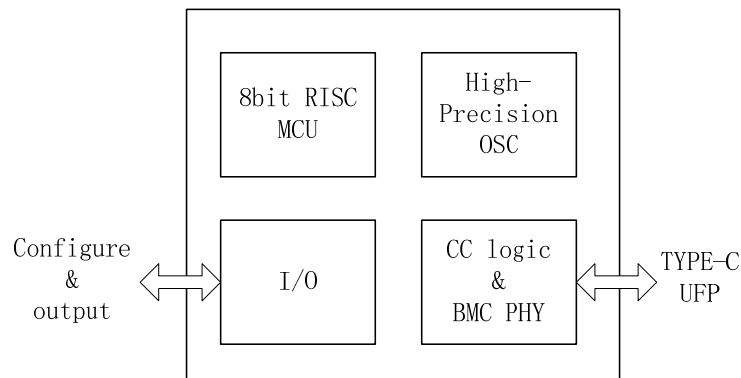 8bit RISC
MCU
High-
Precision
OSC
Configure
&
output
I/O
CC logic
&
BMC PHY
TYPE-C
UFP